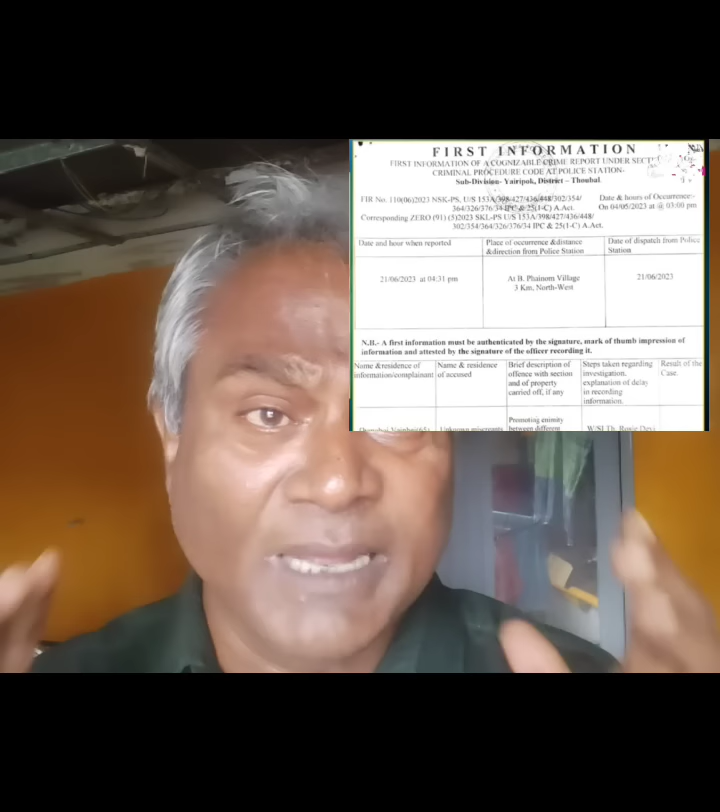 FIRST INFORMATION
FIRST INFORMATION OF A COGNIZABLE CRIME REPORT UNDER
CRIMINAL PROCEDURE CODE AT POLICE STATION-
Sub-Division- Yairipok, District – Thoubal.
FIR No. 110(06)2023 NSK-PS, U/S 153A/398/427/436/448/302/354/
364/326/376/34 IPC & 25(1-C) A.Act.
Corresponding ZERO (91) (5)2023 SKL-PS U/S 153A/398/427/436/448/
302/354/364/326/376/34 IPC & 25(1-C) A.Act.
Date & hours of Occurrence:-
On 04/05/2023 at @ 03:00 pm
Date and hour when reported
Place of occurrence &distance
&direction from Police Station
Date of dispatch from Police
Station
21/06/2023 at 04:31 pm
At B. Phainom Village
3 Km, North-West
21/06/2023
N.B.- A first information must be authenticated by the signature, mark of thumb impression of
information and attested by the signature of the officer recording it.
Name &residence of
information/complainant
Name & residence
of accused
Brief description of
offence with section
and of property
carried off, if any
Steps taken regarding
investigation,
explanation of delay
in recording
information.
Result of the
Case.
Unknown miscreants
Promoting enmity
between different
W/SI Th. Rosie Devi